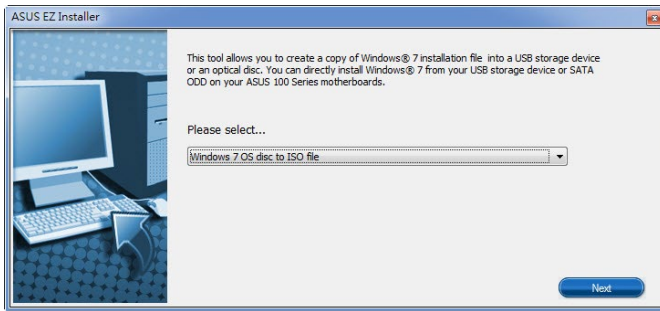 ASUS EZ Installer
This tool allows you to create a copy of Windows® 7 installation file into a USB storage device
or an optical disc. You can directly install Windows® 7 from your USB storage device or SATA
ODD on your ASUS 100 Series motherboards.
Please select...
Windows 7 OS disc to ISO file
Next